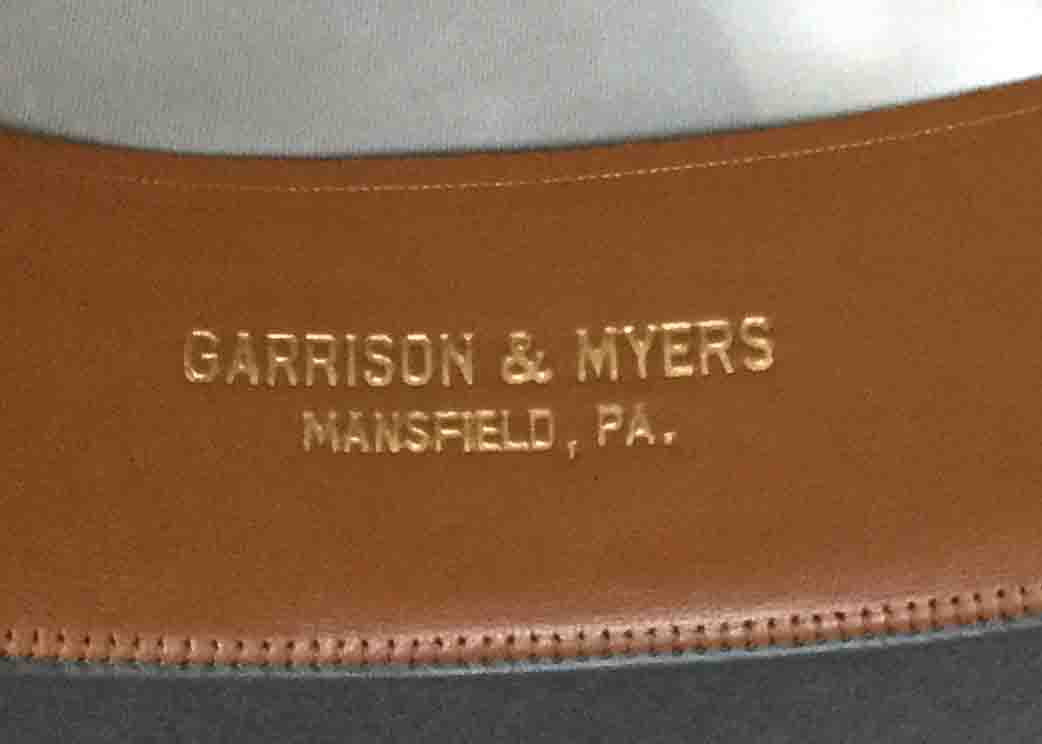 GARRISON & MYERS
MANSFIELD, PA.